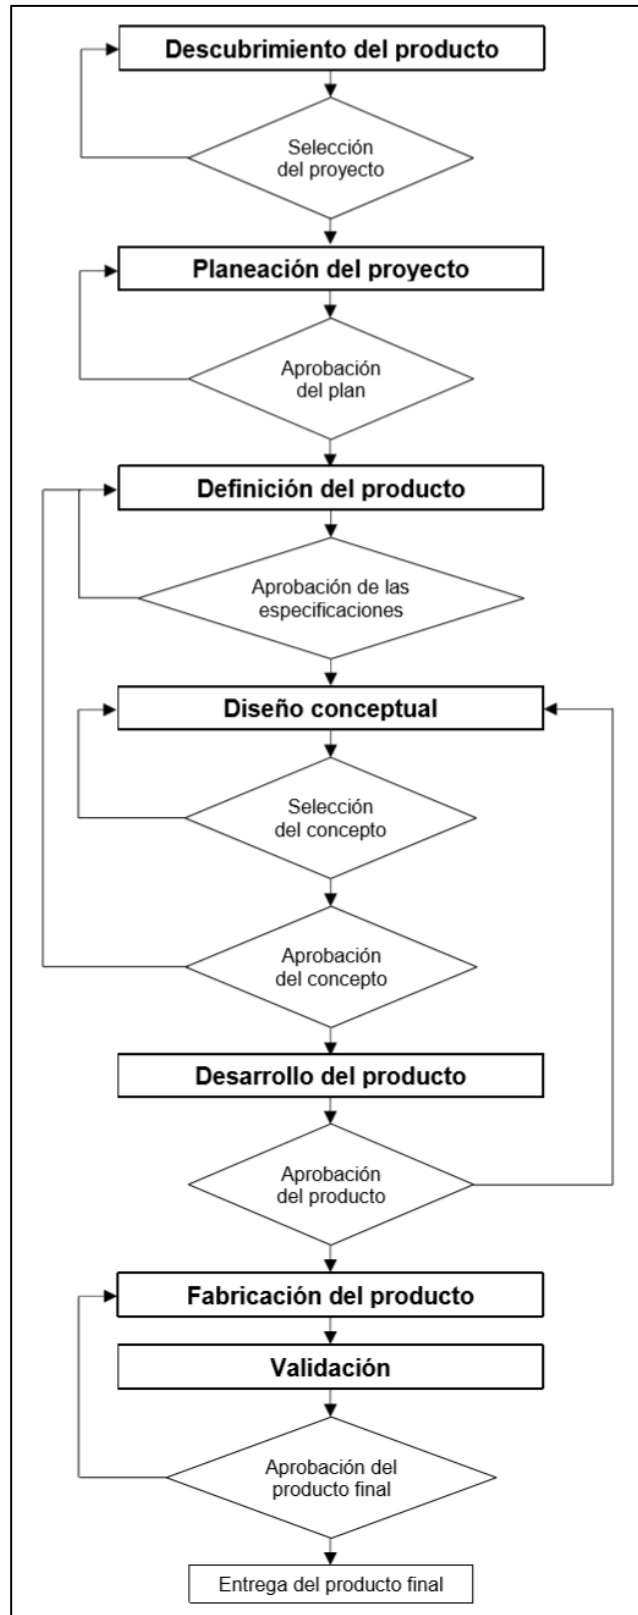 Descubrimiento del producto
Selección
del proyecto
Planeación del proyecto
Aprobación
del plan
Definición del producto
Aprobación de las
especificaciones
Diseño conceptual
Selección
del concepto
Aprobación
del concepto
Desarrollo del producto
Aprobación
del producto
Fabricación del producto
Validación
Aprobación del
producto final
Entrega del producto final